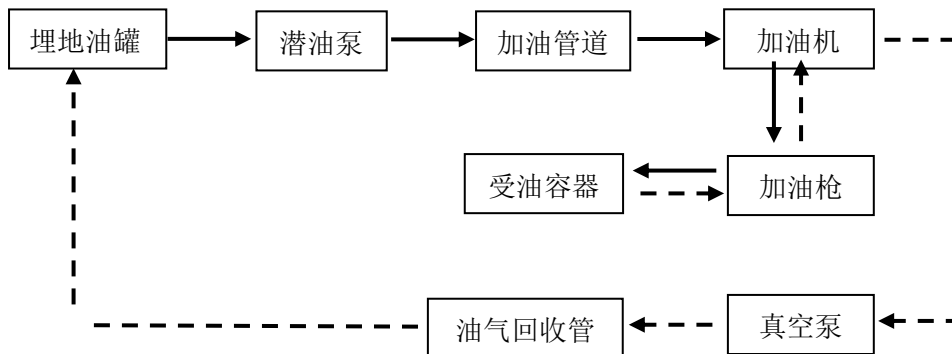 埋地油罐
潜油泵
加油管道
加油机
受油容器
加油枪
油气回收管
真空泵